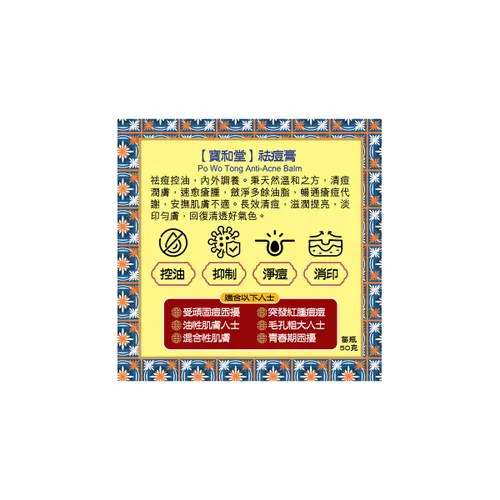 【寶和堂】祛痘膏
Po Wo Tong Anti-Acne Balm
祛痘控油，內外調養。秉天然溫和之方，清痘
潤膚，速愈瘡腫，斂淨多餘油脂，暢通瘡痘代
謝，安撫肌膚不適。長效清痘，滋潤提亮，淡
印勻膚，回復清透好氣色。
控油 抑制 淨痘 消印
適合以下人士
受頑固痘困擾 突發紅腫痘痘
油性肌膚人士 毛孔粗大人士
混合性肌膚 青春期困擾
每瓶
50克